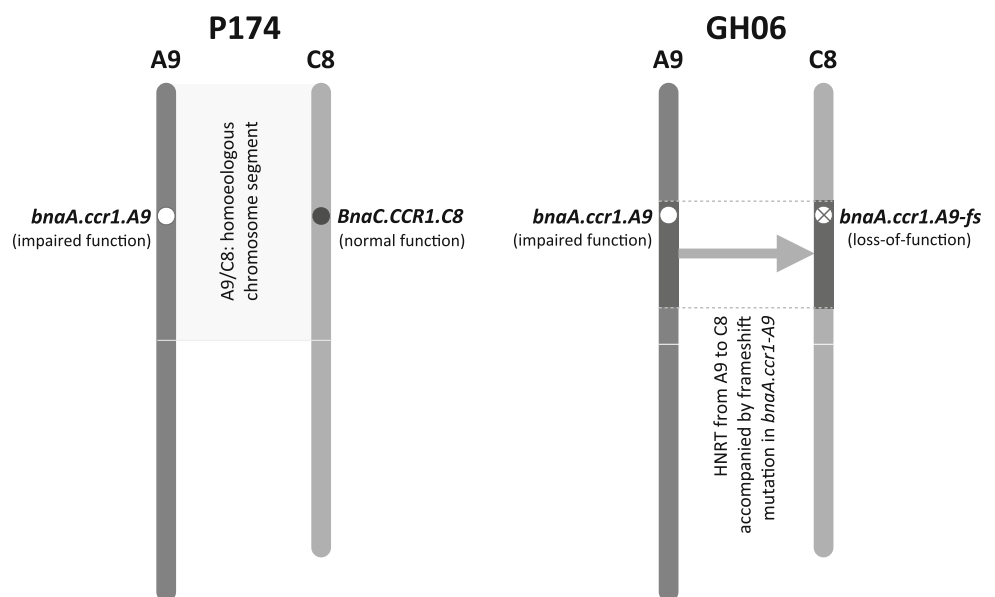 P174
A9
C8
A9/C8: homoeologous
chromosome segment
bnaA.ccr1.A9
(impaired function)
BnaC.CCR1.C8
(normal function)
GH06
A9
C8
bnaA.ccr1.A9
(impaired function)
bnaA.ccr1.A9-fs
(loss-of-function)
HNRT from A9 to C8
accompanied by frameshift
mutation in bnaA.ccr1-A9